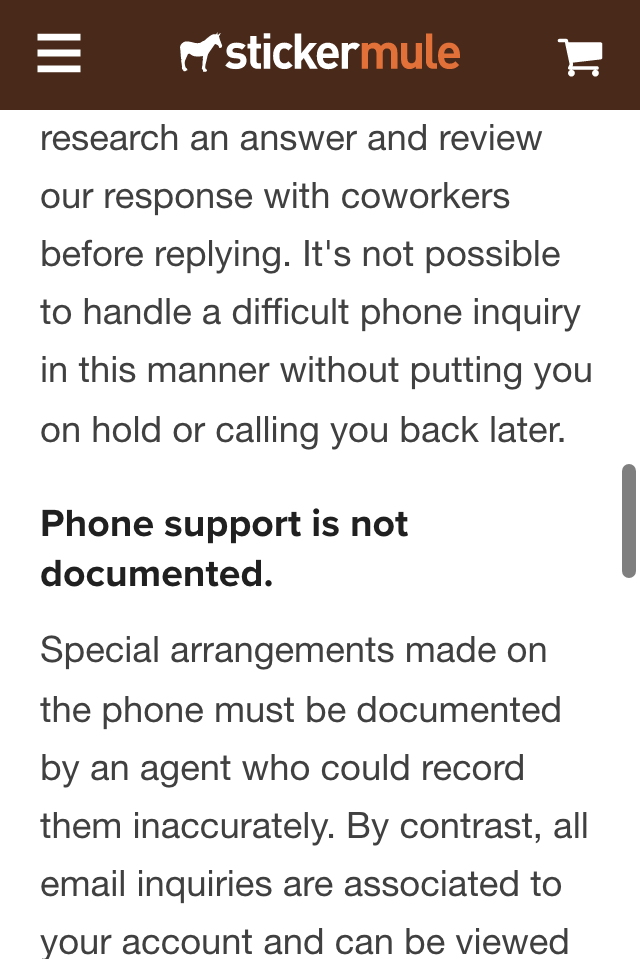 stickermule
research an answer and review
our response with coworkers
before replying. It's not possible
to handle a difficult phone inquiry
in this manner without putting you
on hold or calling you back later.
Phone support is not
documented.
Special arrangements made on
the phone must be documented
by an agent who could record
them inaccurately. By contrast, all
email inquiries are associated to
your account and can be viewed